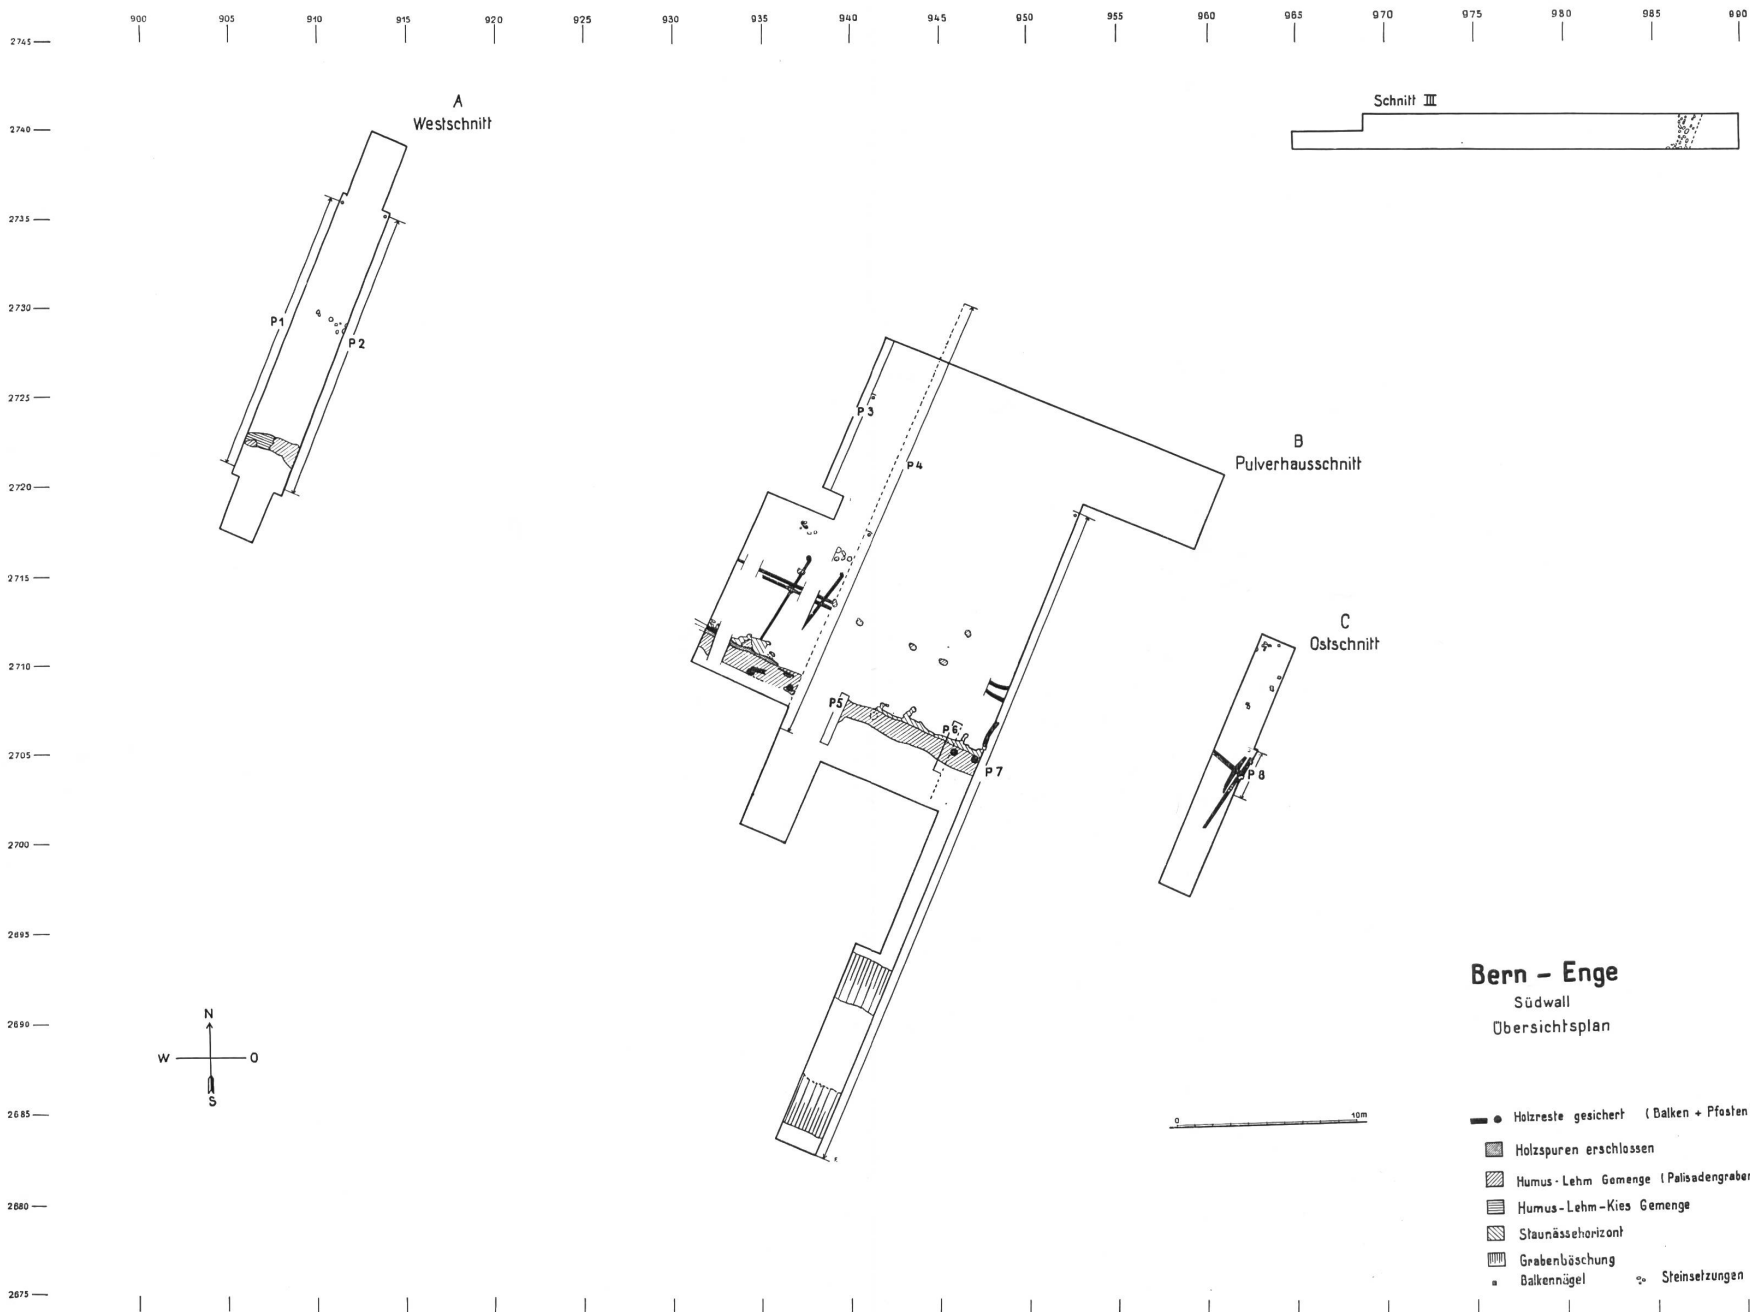 900 905 910 915 920 925 930 935 940 945 950 955 960 965 970 975 980 985 990
2745
2740
2735
2730
2725
2720
2715
2710
2705
2700
2695
2690
2685
2680
2675
A
Westschnitt
Schnitt III
P1
P2
P3
P4
B
Pulverhausschnitt
C
Ostschnitt
P5
P6
P7
P8
N
W O
S
Bern – Enge
Südwall
Übersichtsplan
0 10m
Holzreste gesichert ( Balken + Pfosten
Holzspuren erschlossen
Humus-Lehm Gemenge ( Palisadengraben
Humus-Lehm-Kies Gemenge
Staunässehorizont
Grabenböschung
Balkennägel Steinsetzungen